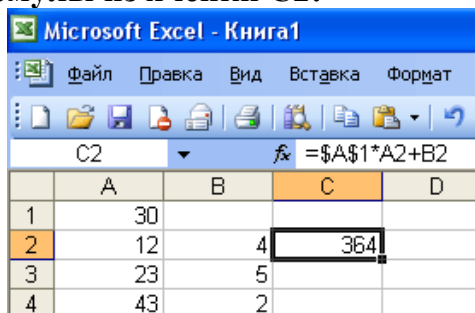 Microsoft Excel - Книга1
Файл Правка Вид Вставка Формат
C2 fx =$A$1*A2+B2
A B C D
1 30
2 12 4 364
3 23 5
4 43 2